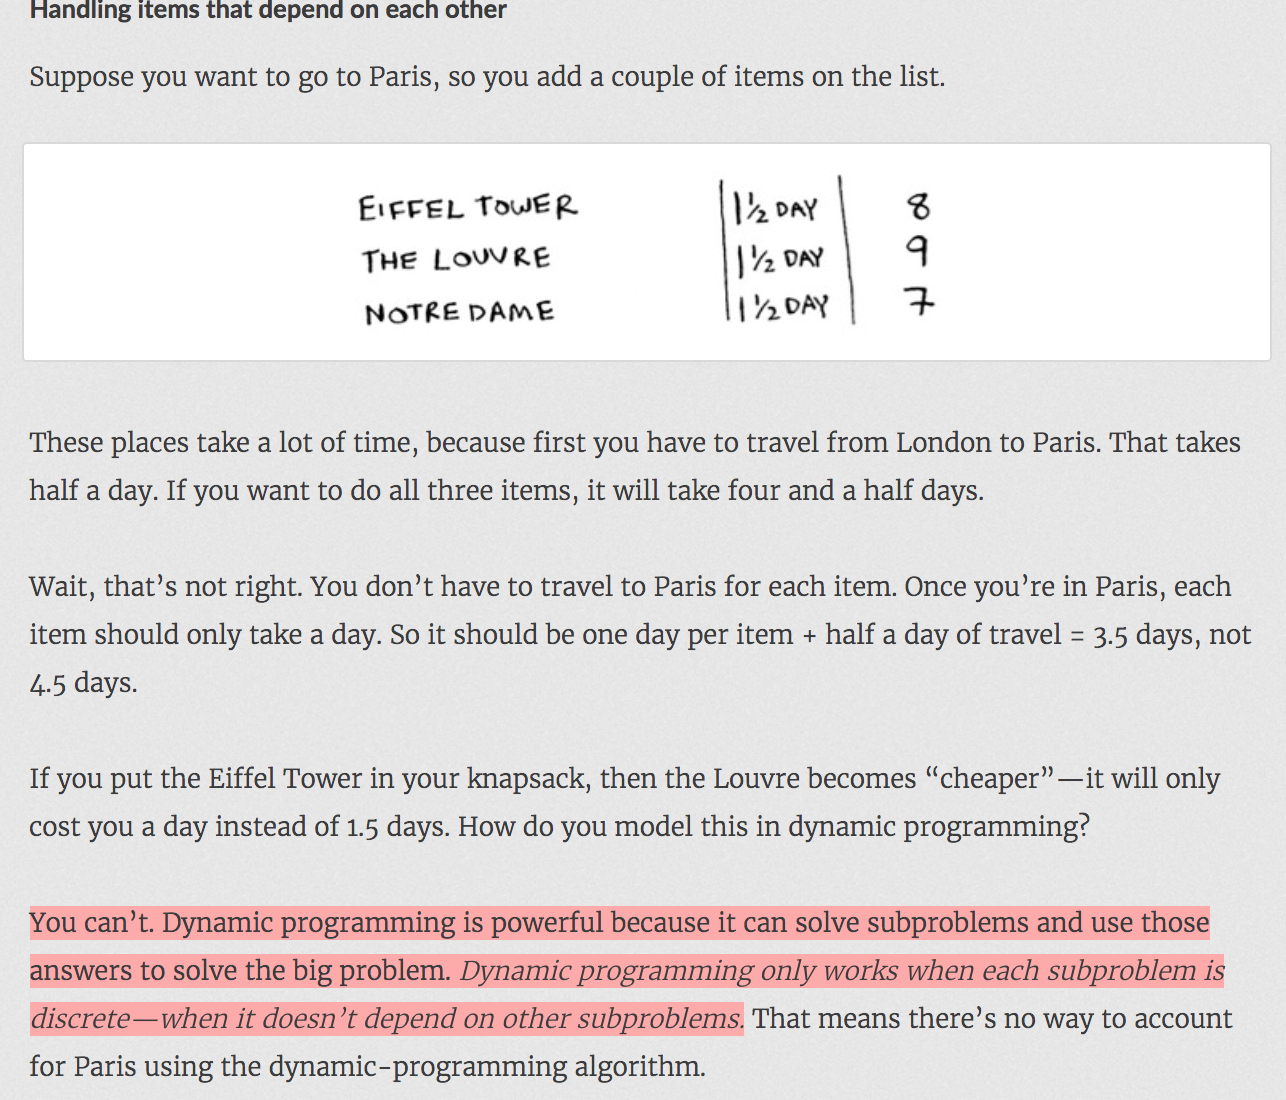 Handling items that depend on each other
Suppose you want to go to Paris, so you add a couple of items on the list.
EIFFEL TOWER 1½ DAY 8
THE LOUVRE 1½ DAY 9
NOTRE DAME 1½ DAY 7
These places take a lot of time, because first you have to travel from London to Paris. That takes
half a day. If you want to do all three items, it will take four and a half days.
Wait, that’s not right. You don’t have to travel to Paris for each item. Once you’re in Paris, each
item should only take a day. So it should be one day per item + half a day of travel = 3.5 days, not
4.5 days.
If you put the Eiffel Tower in your knapsack, then the Louvre becomes “cheaper”—it will only
cost you a day instead of 1.5 days. How do you model this in dynamic programming?
You can’t. Dynamic programming is powerful because it can solve subproblems and use those
answers to solve the big problem. Dynamic programming only works when each subproblem is
discrete—when it doesn’t depend on other subproblems. That means there’s no way to account
for Paris using the dynamic-programming algorithm.